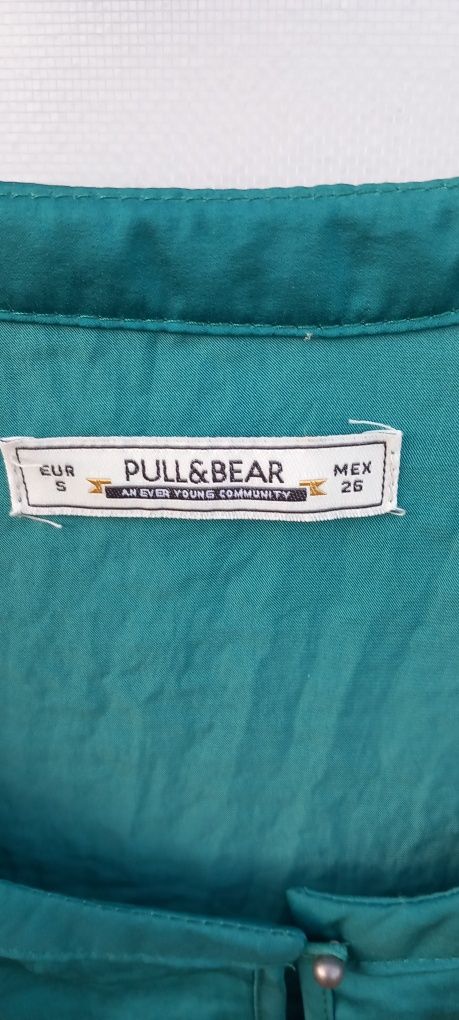 EUR
S
PULL&BEAR
AN EVER YOUNG COMMUNITY
MEX
26